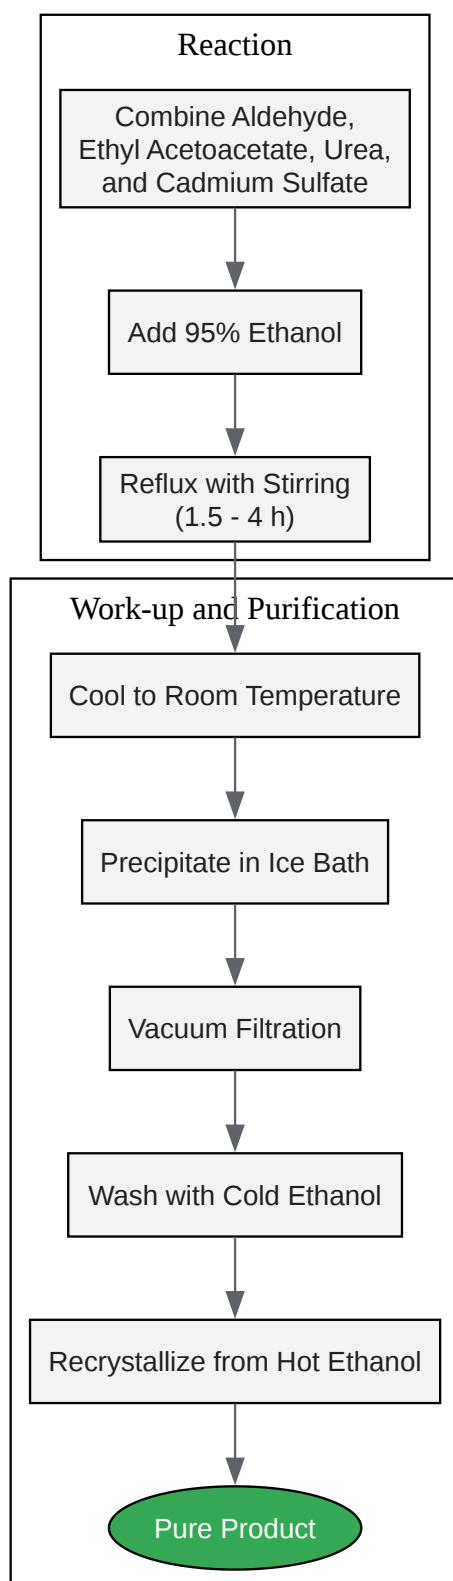 Reaction
Combine Aldehyde,
Ethyl Acetoacetate, Urea,
and Cadmium Sulfate
Add 95% Ethanol
Reflux with Stirring
(1.5 - 4 h)
Work-up and Purification
Cool to Room Temperature
Precipitate in Ice Bath
Vacuum Filtration
Wash with Cold Ethanol
Recrystallize from Hot Ethanol
Pure Product